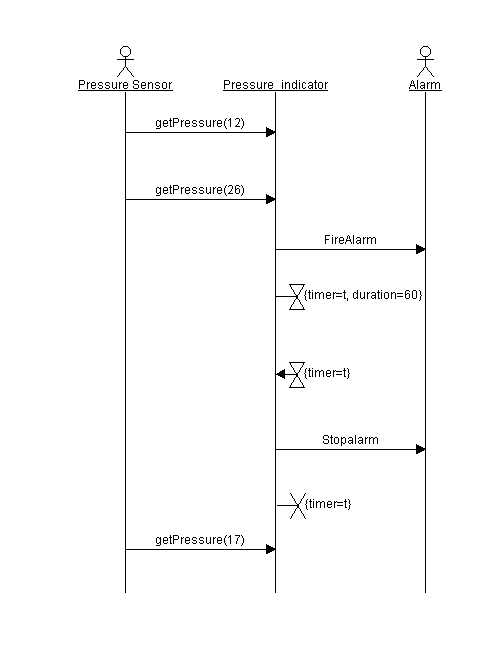 Pressure Sensor
Pressure_indicator
Alarm
getPressure(12)
getPressure(26)
FireAlarm
{timer=t, duration=60}
{timer=t}
Stopalarm
{timer=t}
getPressure(17)